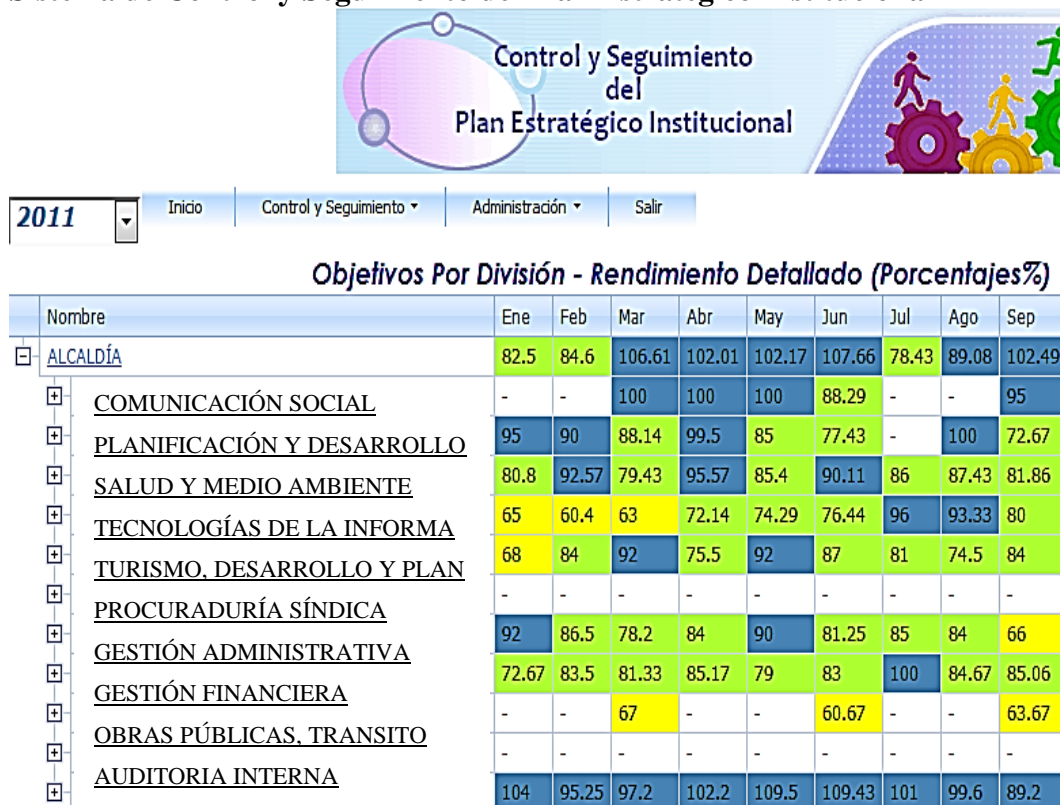 Sistema de Control y Seguimiento del Plan Estratégico Institucional
Control y Seguimiento
del
Plan Estratégico Institucional
2011 Inicio Control y Seguimiento Administración Salir
Objetivos Por División - Rendimiento Detallado (Porcentajes%)
Nombre Ene Feb Mar Abr May Jun Jul Ago Sep
ALCALDÍA 82.5 84.6 106.61 102.01 102.17 107.66 78.43 89.08 102.49
COMUNICACIÓN SOCIAL - - 100 100 100 88.29 - - 95
PLANIFICACIÓN Y DESARROLLO 95 90 88.14 99.5 85 77.43 - 100 72.67
SALUD Y MEDIO AMBIENTE 80.8 92.57 79.43 95.57 85.4 90.11 86 87.43 81.86
TECNOLOGÍAS DE LA INFORMA 65 60.4 63 72.14 74.29 76.44 96 93.33 80
TURISMO, DESARROLLO Y PLAN 68 84 92 75.5 92 87 81 74.5 84
PROCURADURÍA SÍNDICA - - - - - - - - -
GESTIÓN ADMINISTRATIVA 92 86.5 78.2 84 90 81.25 85 84 66
GESTIÓN FINANCIERA 72.67 83.5 81.33 85.17 79 83 100 84.67 85.06
OBRAS PÚBLICAS, TRANSITO - - 67 - - 60.67 - - 63.67
AUDITORIA INTERNA - - - - - - - - -
104 95.25 97.2 102.2 109.5 109.43 101 99.6 89.2